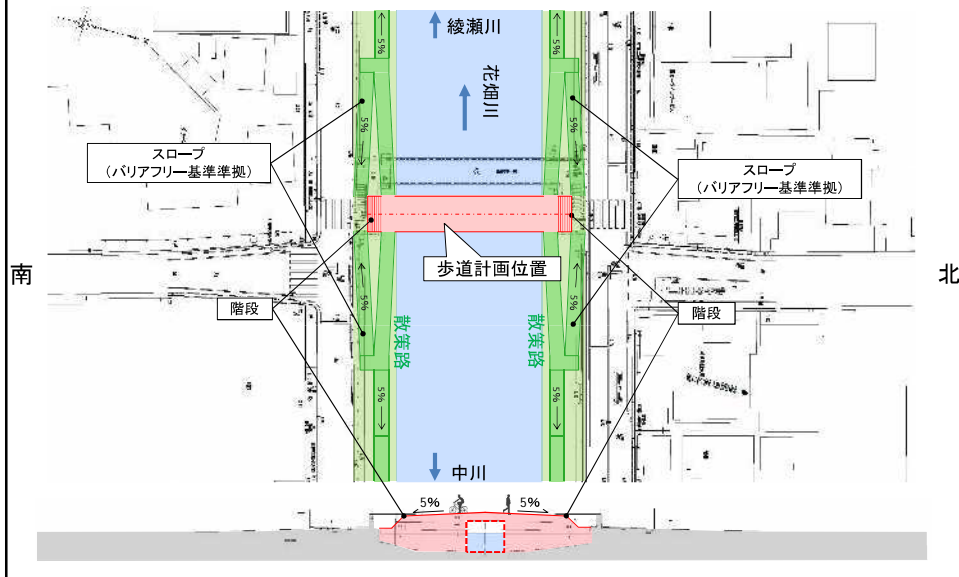 綾瀬川
5%
5%
花畑川
5%
5%
スロープ
(バリアフリー基準準拠)
スロープ
(バリアフリー基準準拠)
南
歩道計画位置
北
5%
5%
階段
階段
散策路
散策路
5%
5%
中川
5%
5%